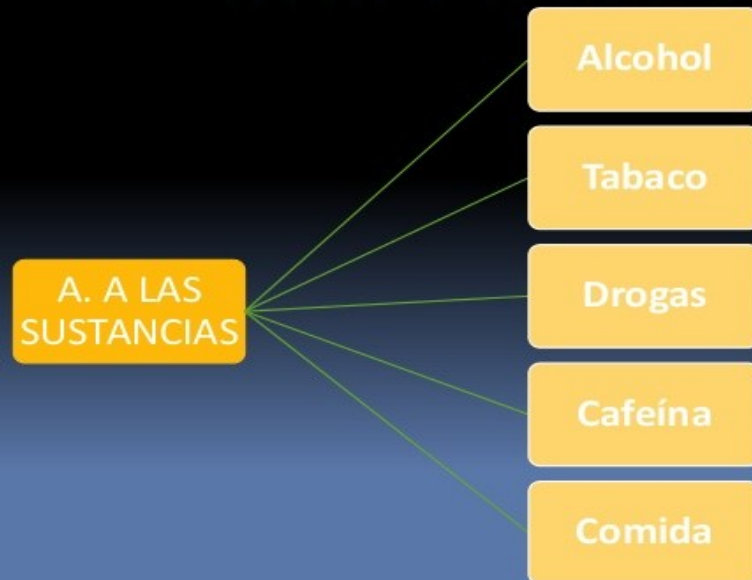 Alcohol
Tabaco
A. A LAS
SUSTANCIAS
Drogas
Cafeína
Comida